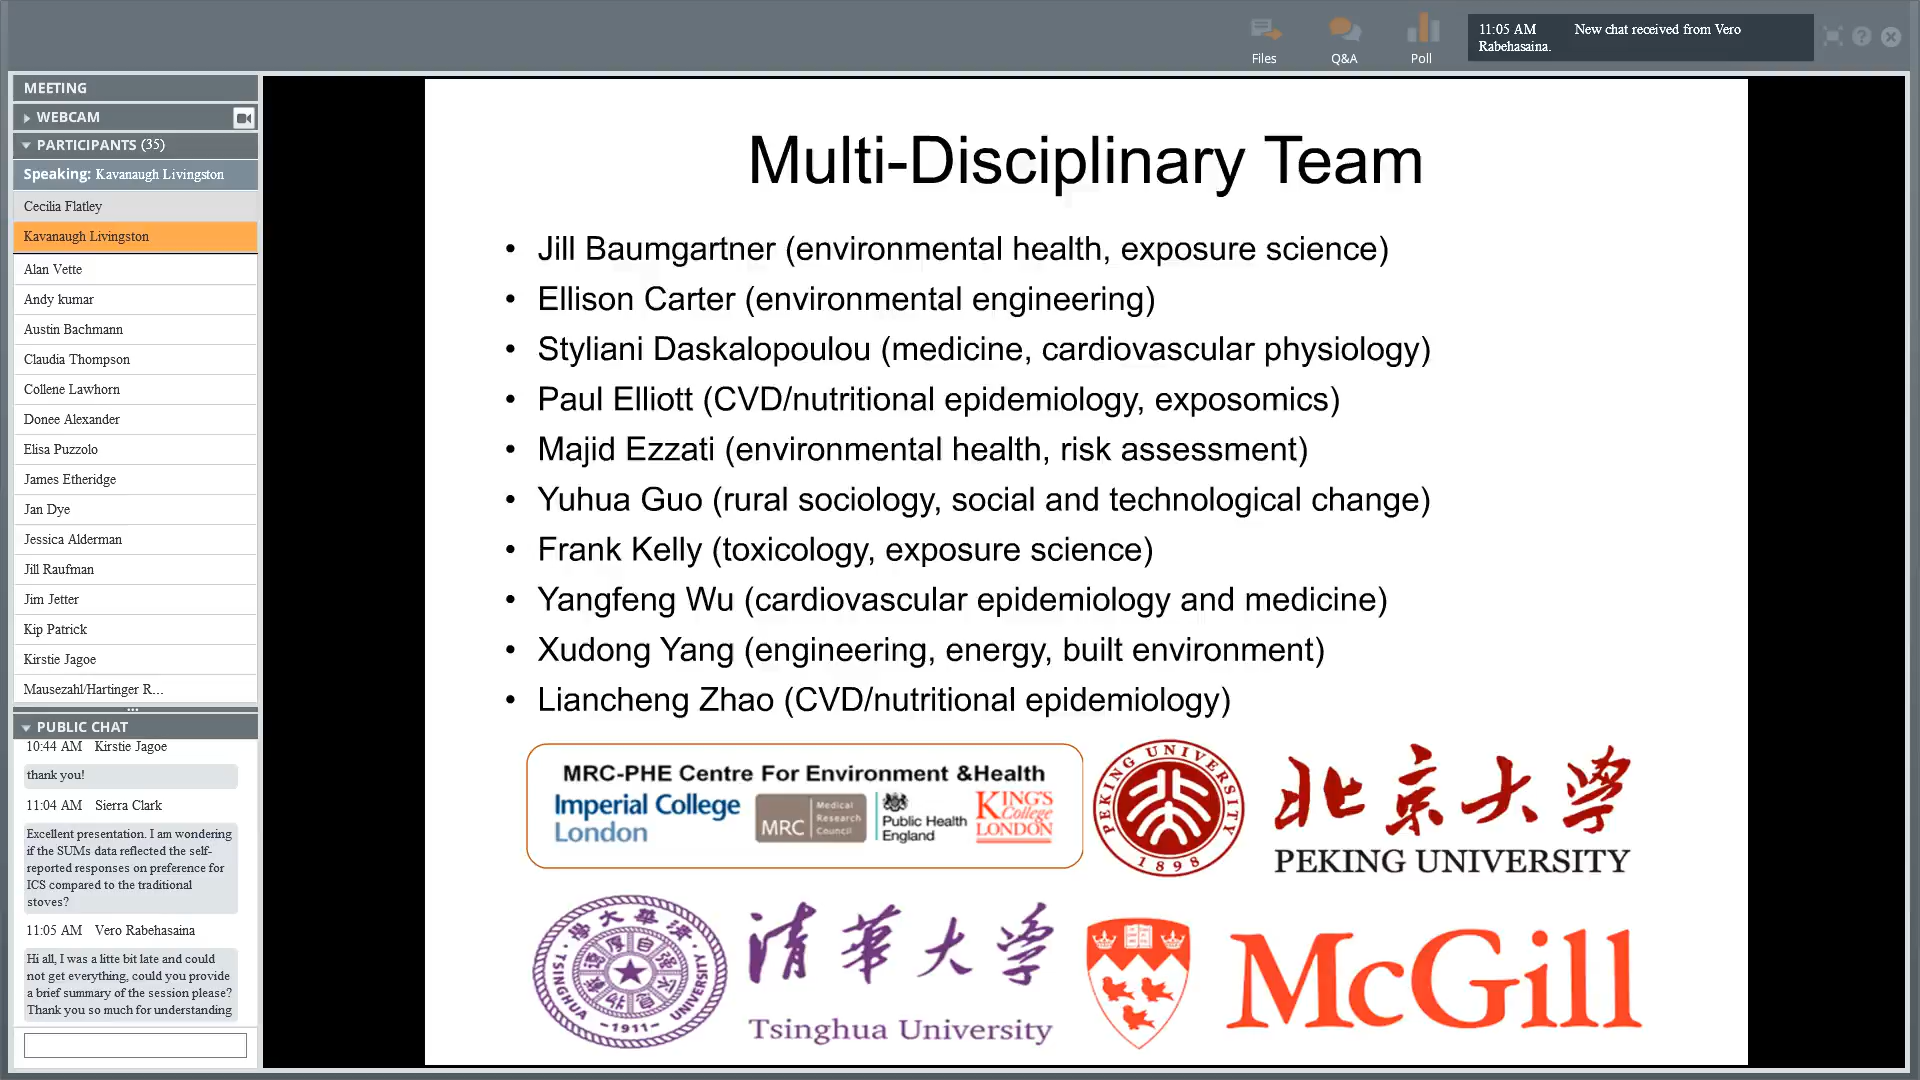 Files
Q&A
Poll
11:05 AM New chat received from Vero
Rabehasaina.
MEETING
WEBCAM
PARTICIPANTS (35)
Speaking: Kavanaugh Livingston
Cecilia Flatley
Kavanaugh Livingston
Alan Vette
Andy kumar
Austin Bachmann
Claudia Thompson
Collene Lawhorn
Donee Alexander
Elisa Puzzolo
James Etheridge
Jan Dye
Jessica Alderman
Jill Raufman
Jim Jetter
Kip Patrick
Kirstie Jagoe
Mausezahl/Hartinger R...
PUBLIC CHAT
10:44 AM Kirstie Jagoe
thank you!
11:04 AM Sierra Clark
Excellent presentation. I am wondering
if the SUMs data reflected the self-
reported responses on preference for
ICS compared to the traditional
stoves?
11:05 AM Vero Rabehasaina
Hi all, I was a litte bit late and could
not get everything, could you provide
a brief summary of the session please?
Thank you so much for understanding
Multi-Disciplinary Team
• Jill Baumgartner (environmental health, exposure science)
• Ellison Carter (environmental engineering)
• Styliani Daskalopoulou (medicine, cardiovascular physiology)
• Paul Elliott (CVD/nutritional epidemiology, exposomics)
• Majid Ezzati (environmental health, risk assessment)
• Yuhua Guo (rural sociology, social and technological change)
• Frank Kelly (toxicology, exposure science)
• Yangfeng Wu (cardiovascular epidemiology and medicine)
• Xudong Yang (engineering, energy, built environment)
• Liancheng Zhao (CVD/nutritional epidemiology)
MRC-PHE Centre For Environment &Health
Imperial College
London
MRC
Medical
Research
Council
Public Health
England
KING'S
College
LONDON
PEKING UNIVERSITY
1898
北京大学
PEKING UNIVERSITY
TSINGHUA UNIVERSITY
-1911-
清華大学
Tsinghua University
McGill